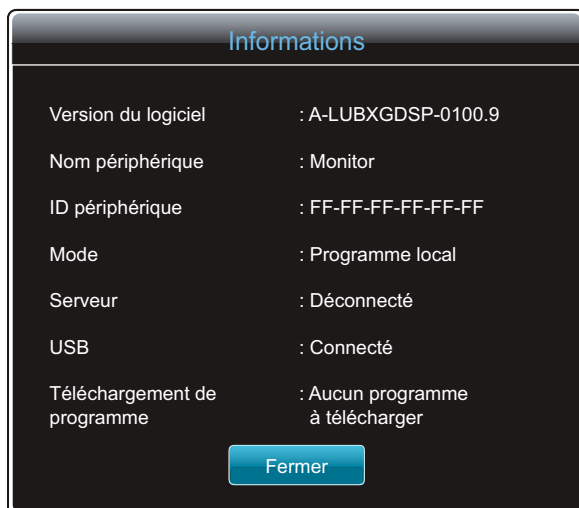 Informations
Version du logiciel : A-LUBXGDSP-0100.9
Nom périphérique : Monitor
ID périphérique : FF-FF-FF-FF-FF-FF
Mode : Programme local
Serveur : Déconnecté
USB : Connecté
Téléchargement de : Aucun programme
programme à télécharger
Fermer